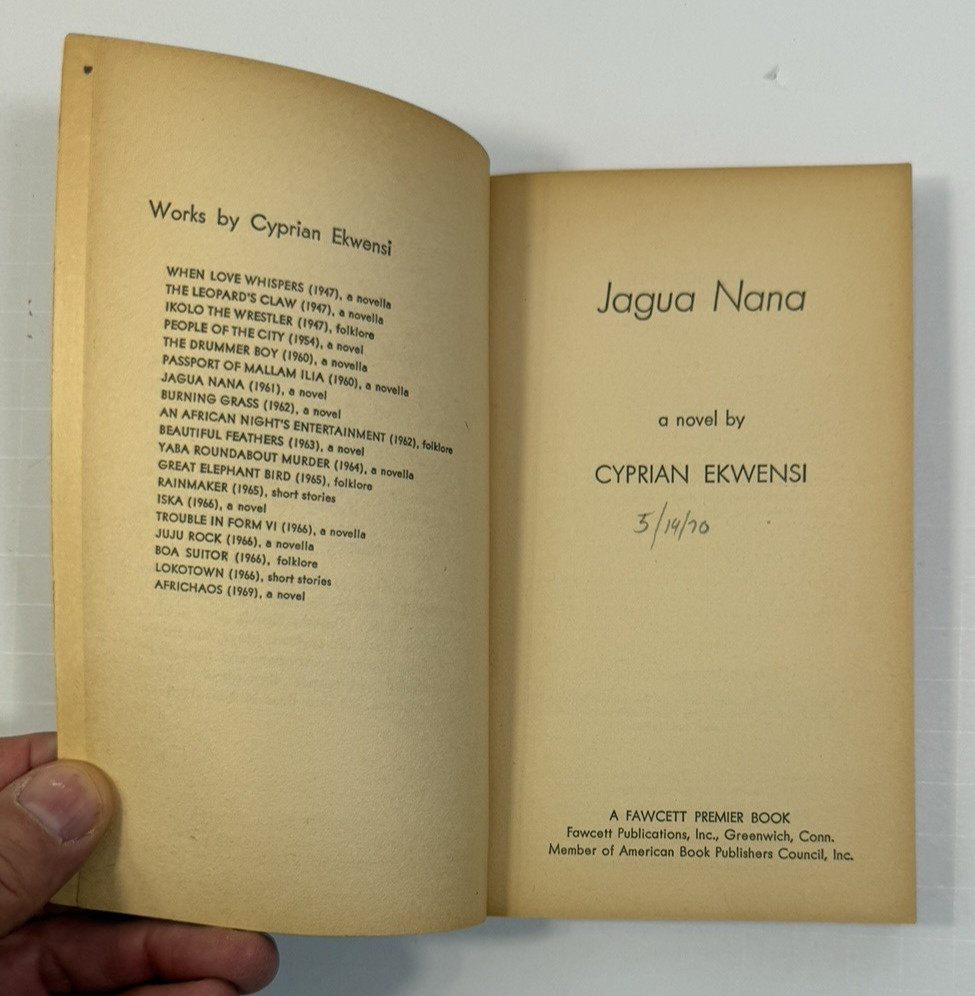 Works by Cyprian Ekwensi
WHEN LOVE WHISPERS (1947), a novella
THE LEOPARD'S CLAW (1947), a novella
IKOLO THE WRESTLER (1947), folklore
PEOPLE OF THE CITY (1954), a novel
THE DRUMMER BOY (1960), a novella
PASSPORT OF MALLAM ILIA (1960), a novella
JAGUA NANA (1961), a novel
BURNING GRASS (1962), a novel
AN AFRICAN NIGHT'S ENTERTAINMENT (1962), folklore
BEAUTIFUL FEATHERS (1963), a novel
YABA ROUNDABOUT MURDER (1964), a novella
GREAT ELEPHANT BIRD (1965), folklore
RAINMAKER (1965), short stories
ISKA (1966), a novel
TROUBLE IN FORM VI (1966), a novella
JUJU ROCK (1966), a novella
BOA SUITOR (1966), folklore
LOKOTOWN (1966), short stories
AFRICHAOS (1969), a novel
Jagua Nana
a novel by
CYPRIAN EKWENSI
5/14/70
A FAWCETT PREMIER BOOK
Fawcett Publications, Inc., Greenwich, Conn.
Member of American Book Publishers Council, Inc.